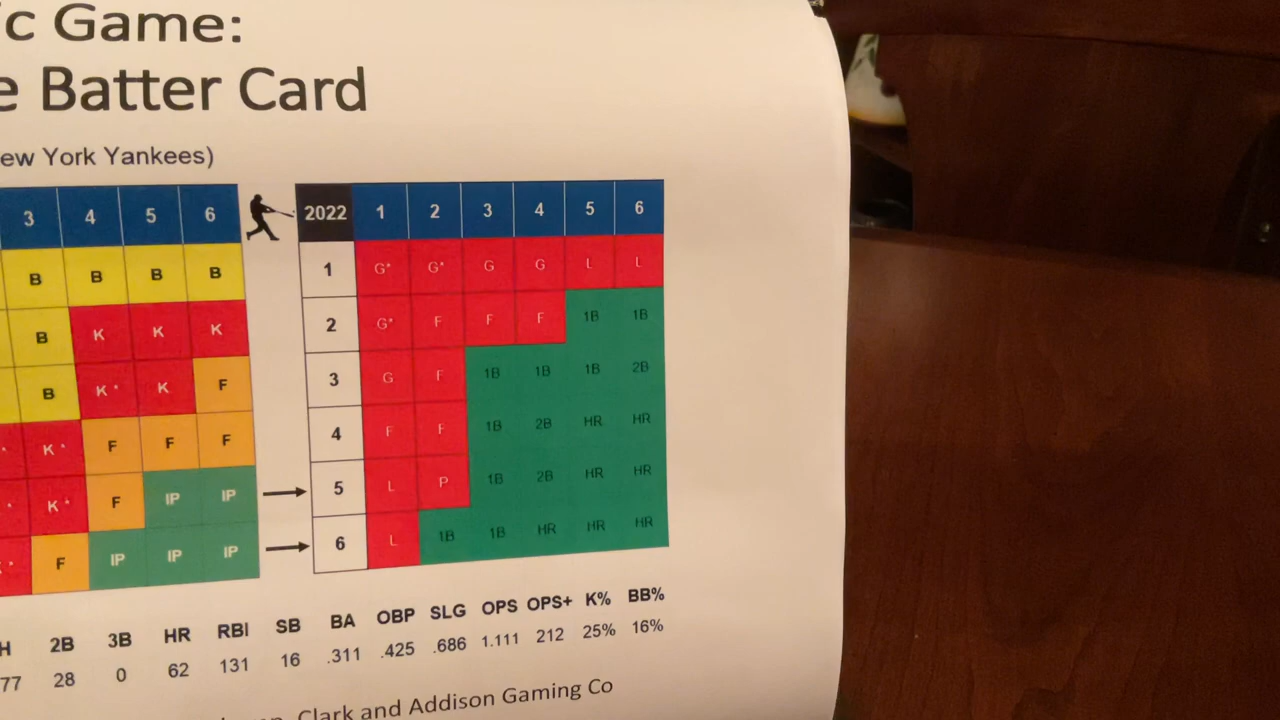 c Game:
Batter Card
ew York Yankees)
3 4 5 6 2022 1 2 3 4 5 6
B B B B 1 G* G* G G L L
B K K K 2 G* F F F 1B 1B
B K* K F 3 G F 1B 1B 1B 2B
K* F F F 4 F F 1B 2B HR HR
K* F IP IP 5 L P 1B 2B HR HR
F IP IP IP 6 L 1B 1B HR HR HR
H 2B 3B HR RBI SB BA OBP SLG OPS OPS+ K% BB%
77 28 0 62 131 16 .311 .425 .686 1.111 212 25% 16%
Clark and Addison Gaming Co